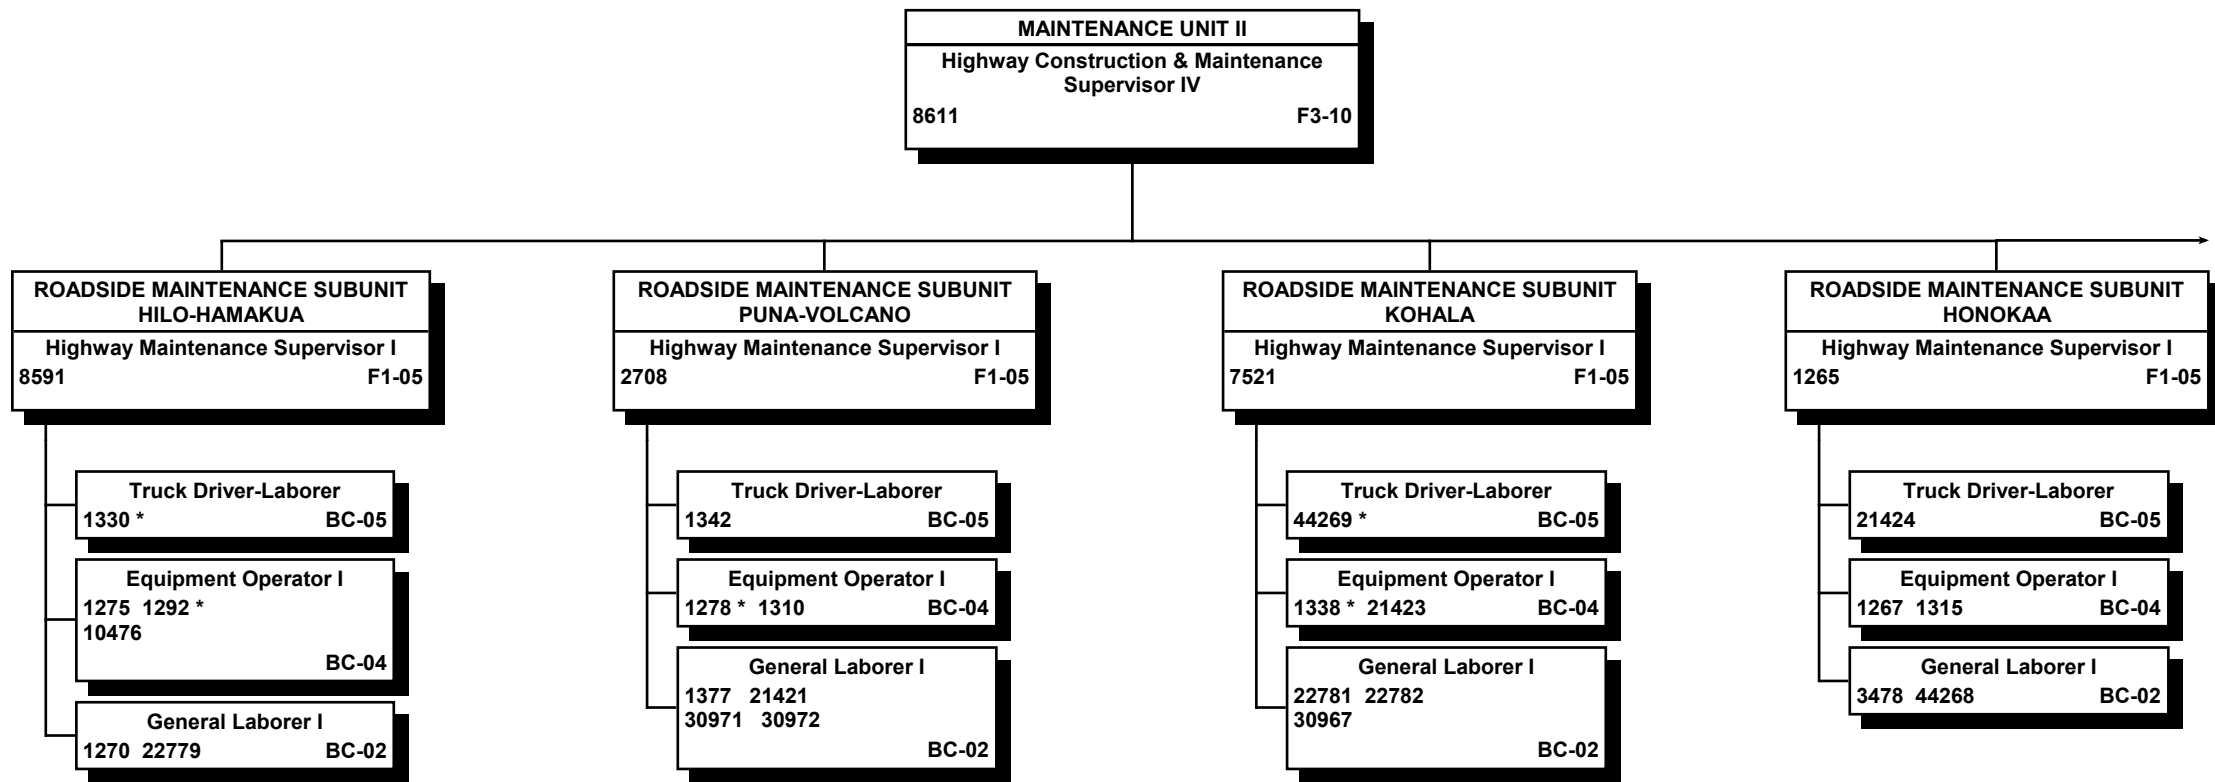 MAINTENANCE UNIT II
Highway Construction & Maintenance
Supervisor IV
8611 F3-10
ROADSIDE MAINTENANCE SUBUNIT
HILO-HAMAKUA
Highway Maintenance Supervisor I
8591 F1-05
Truck Driver-Laborer
1330 * BC-05
Equipment Operator I
1275 1292 *
10476
BC-04
General Laborer I
1270 22779 BC-02
ROADSIDE MAINTENANCE SUBUNIT
PUNA-VOLCANO
Highway Maintenance Supervisor I
2708 F1-05
Truck Driver-Laborer
1342 BC-05
Equipment Operator I
1278 * 1310 BC-04
General Laborer I
1377 21421
30971 30972
BC-02
ROADSIDE MAINTENANCE SUBUNIT
KOHALA
Highway Maintenance Supervisor I
7521 F1-05
Truck Driver-Laborer
44269 * BC-05
Equipment Operator I
1338 * 21423 BC-04
General Laborer I
22781 22782
30967
BC-02
ROADSIDE MAINTENANCE SUBUNIT
HONOKAA
Highway Maintenance Supervisor I
1265 F1-05
Truck Driver-Laborer
21424 BC-05
Equipment Operator I
1267 1315 BC-04
General Laborer I
3478 44268 BC-02